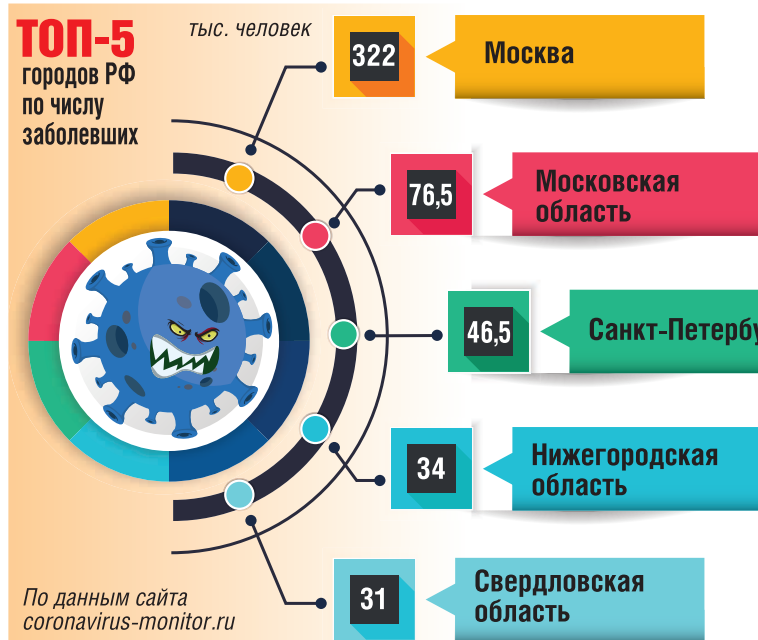 ТОП-5
городов РФ
по числу
заболевших
тыс. человек
322
Москва
76,5
Московская
область
46,5
Санкт-Петербу
34
Нижегородская
область
31
Свердловская
область
По данным сайта
coronavirus-monitor.ru